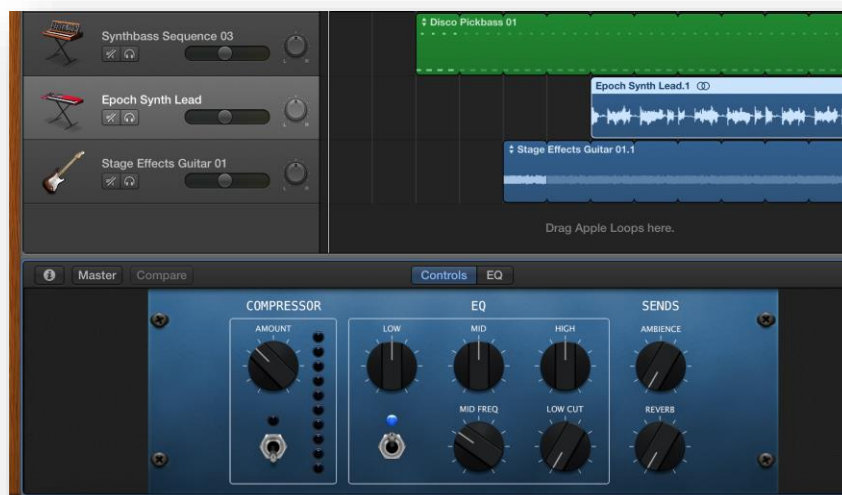 Synthbass Sequence 03
L R
Disco Pickbass 01
Epoch Synth Lead
L R
Epoch Synth Lead.1
Stage Effects Guitar 01
L R
Stage Effects Guitar 01.1
Drag Apple Loops here.
Master Compare Controls EQ
COMPRESSOR EQ SENDS
AMOUNT LOW MID HIGH AMBIENCE
MID FREQ LOW CUT REVERB